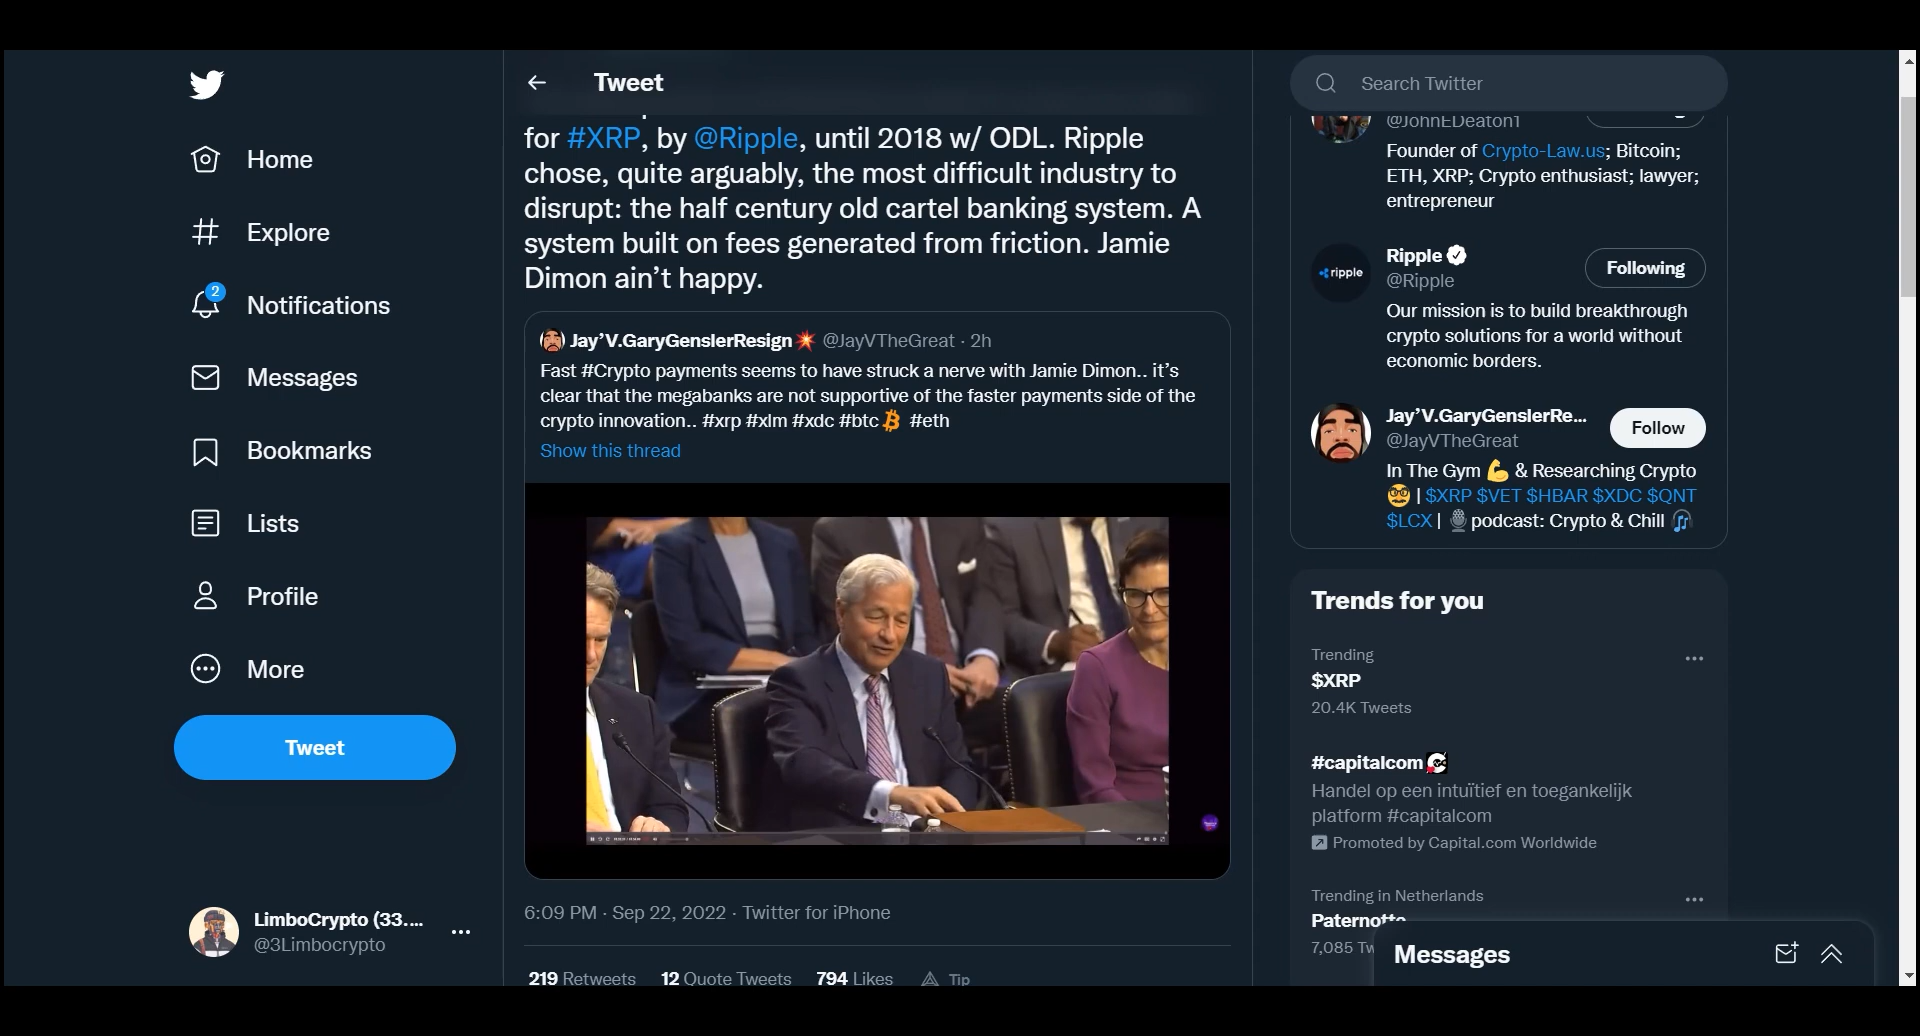 Home
Explore
2
Notifications
Messages
Bookmarks
Lists
Profile
More
Tweet
LimboCrypto (33....
@3Limbocrypto
Tweet
for #XRP, by @Ripple, until 2018 w/ ODL. Ripple
chose, quite arguably, the most difficult industry to
disrupt: the half century old cartel banking system. A
system built on fees generated from friction. Jamie
Dimon ain’t happy.
Jay’V.GaryGenslerResign💥 @JayVTheGreat · 2h
Fast #Crypto payments seems to have struck a nerve with Jamie Dimon.. it’s
clear that the megabanks are not supportive of the faster payments side of the
crypto innovation.. #xrp #xlm #xdc #btc #eth
Show this thread
6:09 PM · Sep 22, 2022 · Twitter for iPhone
219 Retweets 12 Quote Tweets 794 Likes Tip
Search Twitter
@JohnEDeaton1
Founder of Crypto-Law.us; Bitcoin;
ETH, XRP; Crypto enthusiast; lawyer;
entrepreneur
ripple
Ripple
@Ripple
Following
Our mission is to build breakthrough
crypto solutions for a world without
economic borders.
Jay’V.GaryGenslerRe...
@JayVTheGreat
Follow
In The Gym 💪 & Researching Crypto
🥸 | $XRP $VET $HBAR $XDC $QNT
$LCX | 🎙️podcast: Crypto & Chill 🎧
Trends for you
Trending
$XRP
20.4K Tweets
#capitalcom
Handel op een intuïtief en toegankelijk
platform #capitalcom
Promoted by Capital.com Worldwide
Trending in Netherlands
Paternotte
7,085 Tw
Messages